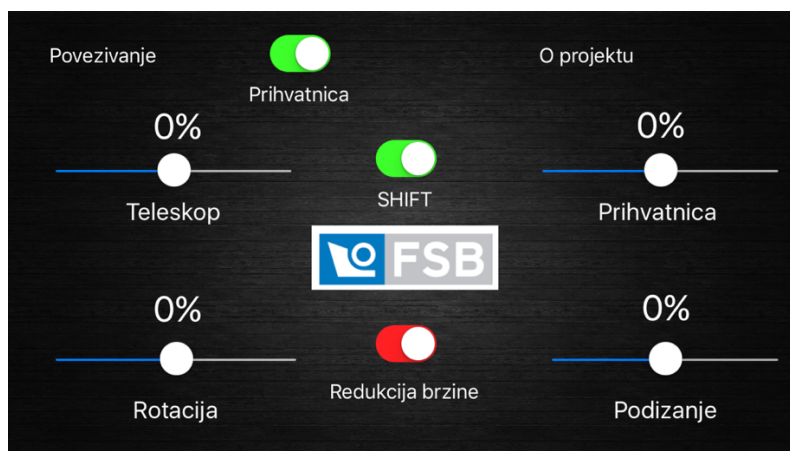 Povezivanje
O projektu
Prihvatnica
0%
0%
Teleskop
SHIFT
Prihvatnica
FSB
0%
0%
Rotacija
Redukcija brzine
Podizanje